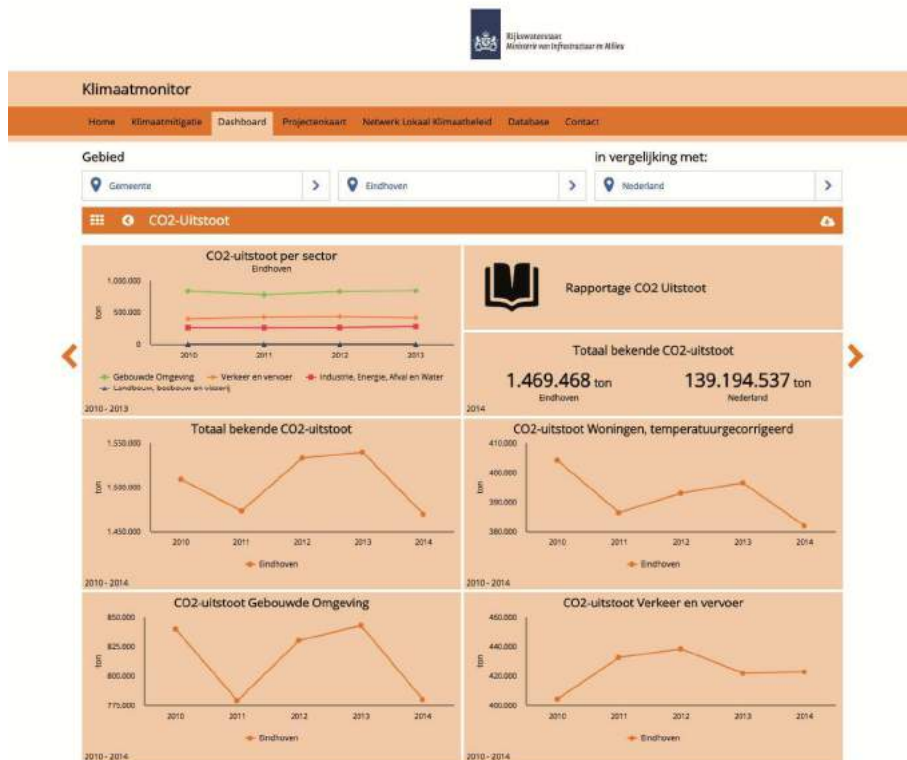 Rijkswaterstaat
Ministerie van Infrastructuur en Milieu
Klimaatmonitor
Home Klimaatmitigatie Dashboard Projectenkaart Netwerk Lokaal Klimaatbeleid Database Contact
Gebied
in vergelijking met:
Gemeente
Eindhoven
Nederland
CO2-Uitstoot
CO2-uitstoot per sector
Eindhoven
1.000.000
500.000
0
ton
2010 2011 2012 2013
Gebouwde Omgeving Verkeer en vervoer Industrie, Energie, Afval en Water
Landbouw, bosbouw en visserij
2010 - 2013
Rapportage CO2 Uitstoot
Totaal bekende CO2-uitstoot
1.469.468 ton 139.194.537 ton
Eindhoven Nederland
2014
Totaal bekende CO2-uitstoot
1.550.000
1.500.000
1.450.000
ton
2010 2011 2012 2013 2014
Eindhoven
2010 - 2014
CO2-uitstoot Woningen, temperatuurgecorrigeerd
410.000
400.000
390.000
380.000
ton
2010 2011 2012 2013 2014
Eindhoven
2010 - 2014
CO2-uitstoot Gebouwde Omgeving
850.000
825.000
800.000
775.000
ton
2010 2011 2012 2013 2014
Eindhoven
2010 - 2014
CO2-uitstoot Verkeer en vervoer
460.000
440.000
420.000
400.000
ton
2010 2011 2012 2013 2014
Eindhoven
2010 - 2014